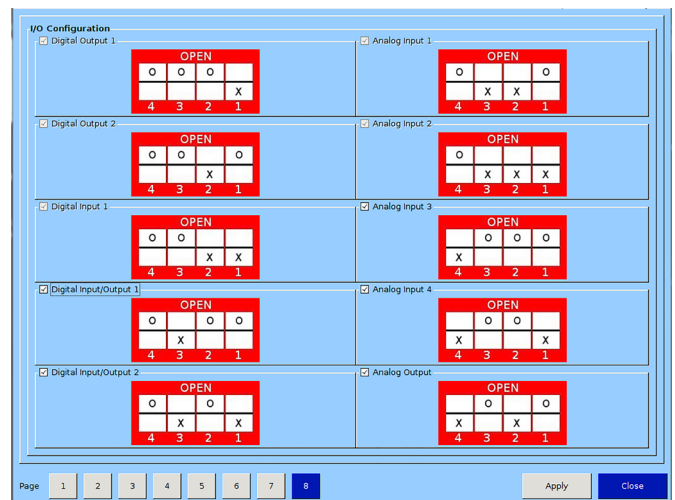 I/O Configuration
Digital Output 1
OPEN
O O O
X
4 3 2 1
Analog Input 1
OPEN
O O
X X
4 3 2 1
Digital Output 2
OPEN
O O O
X
4 3 2 1
Analog Input 2
OPEN
O
X X X
4 3 2 1
Digital Input 1
OPEN
O O
X X
4 3 2 1
Analog Input 3
OPEN
O O O
X
4 3 2 1
Digital Input/Output 1
OPEN
O O O
X
4 3 2 1
Analog Input 4
OPEN
O O
X X
4 3 2 1
Digital Input/Output 2
OPEN
O O
X X
4 3 2 1
Analog Output
OPEN
O O
X X
4 3 2 1
Page 1 2 3 4 5 6 7 8 Apply Close